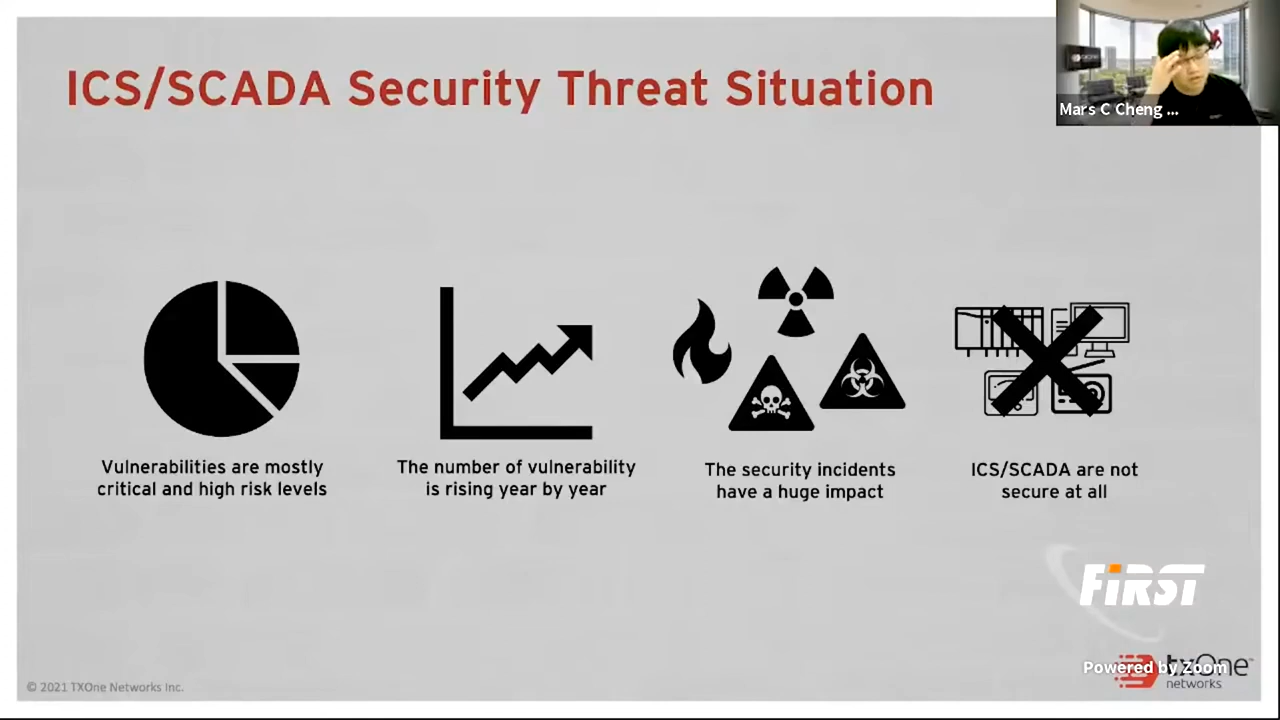 ICS/SCADA Security Threat Situation
Mars C Cheng ...
Vulnerabilities are mostly
critical and high risk levels
The number of vulnerability
is rising year by year
The security incidents
have a huge impact
ICS/SCADA are not
secure at all
FiRST
Powered by Zoom
txOne
networks
© 2021 TXOne Networks Inc.